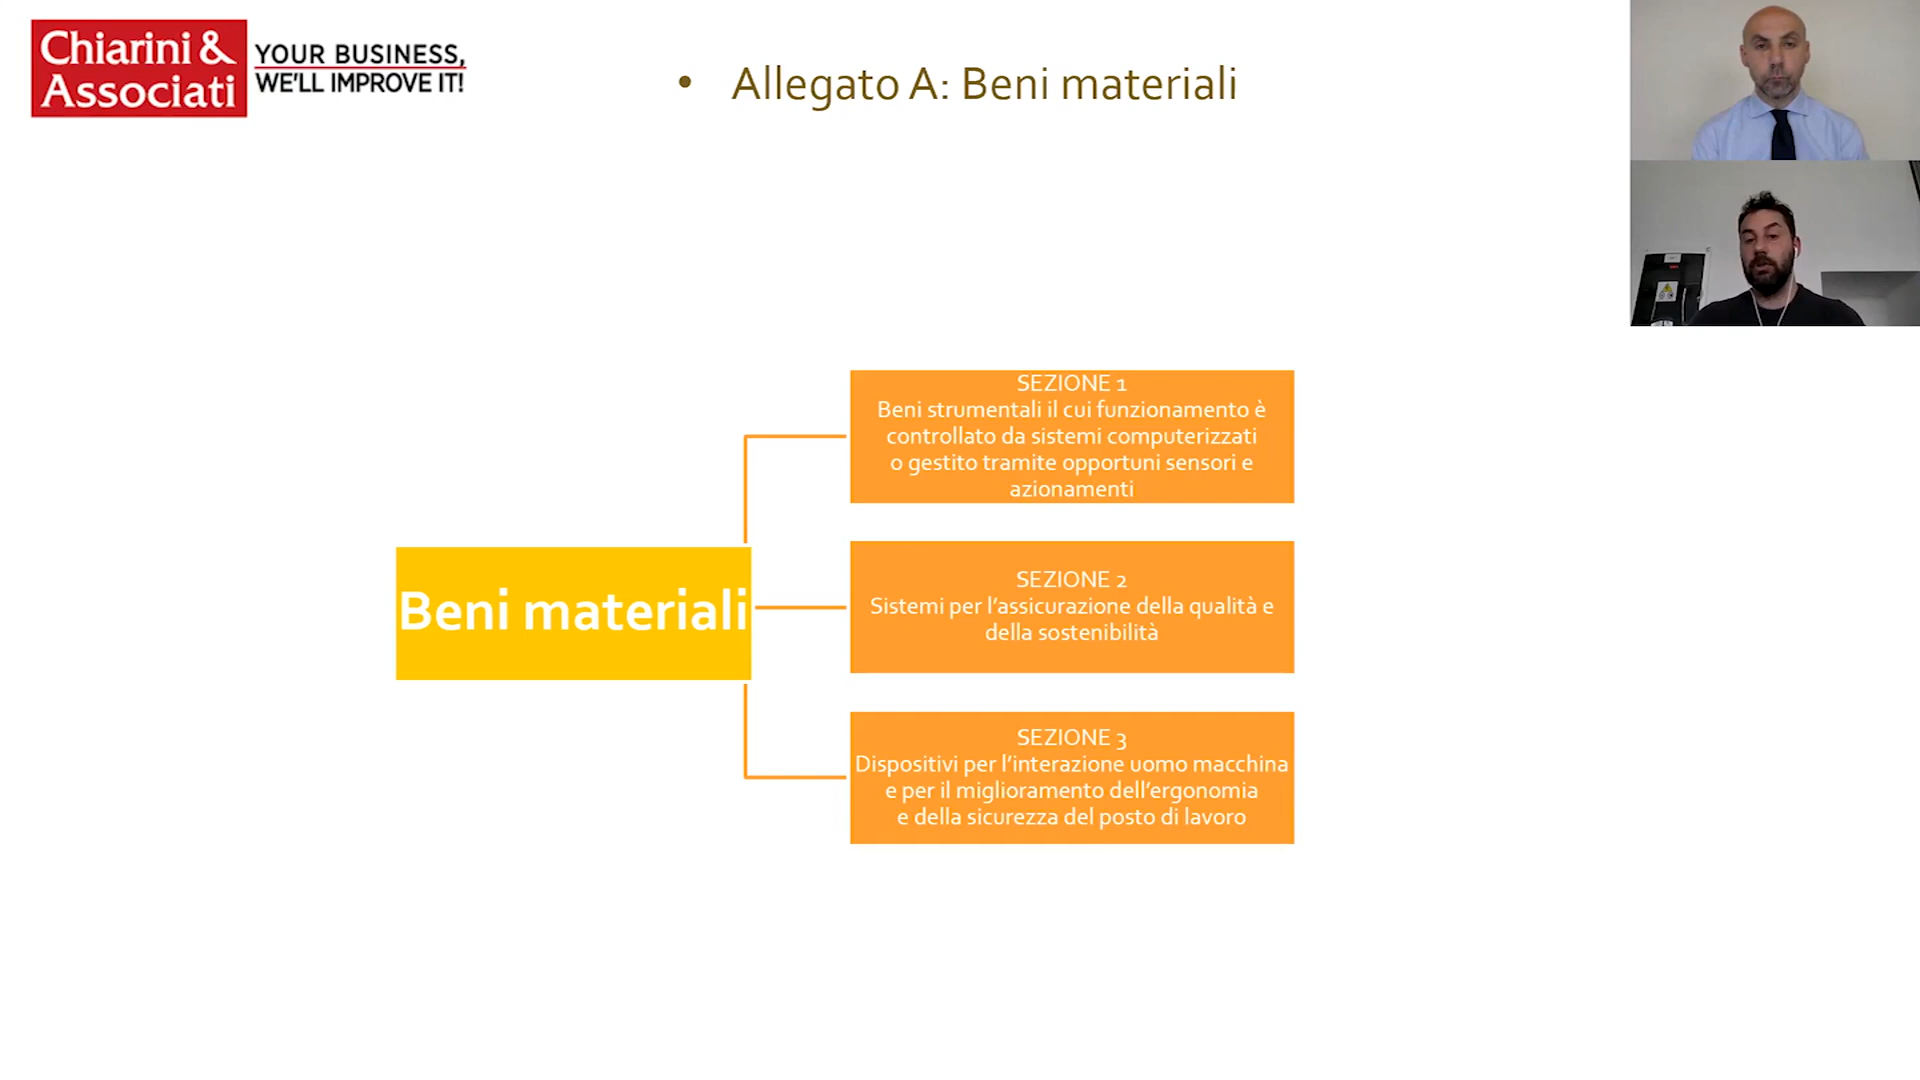 Chiarini &
Associati
YOUR BUSINESS,
WE'LL IMPROVE IT!
• Allegato A: Beni materiali
Beni materiali
SEZIONE 1
Beni strumentali il cui funzionamento è
controllato da sistemi computerizzati
o gestito tramite opportuni sensori e
azionamenti
SEZIONE 2
Sistemi per l’assicurazione della qualità e
della sostenibilità
SEZIONE 3
Dispositivi per l’interazione uomo macchina
e per il miglioramento dell’ergonomia
e della sicurezza del posto di lavoro